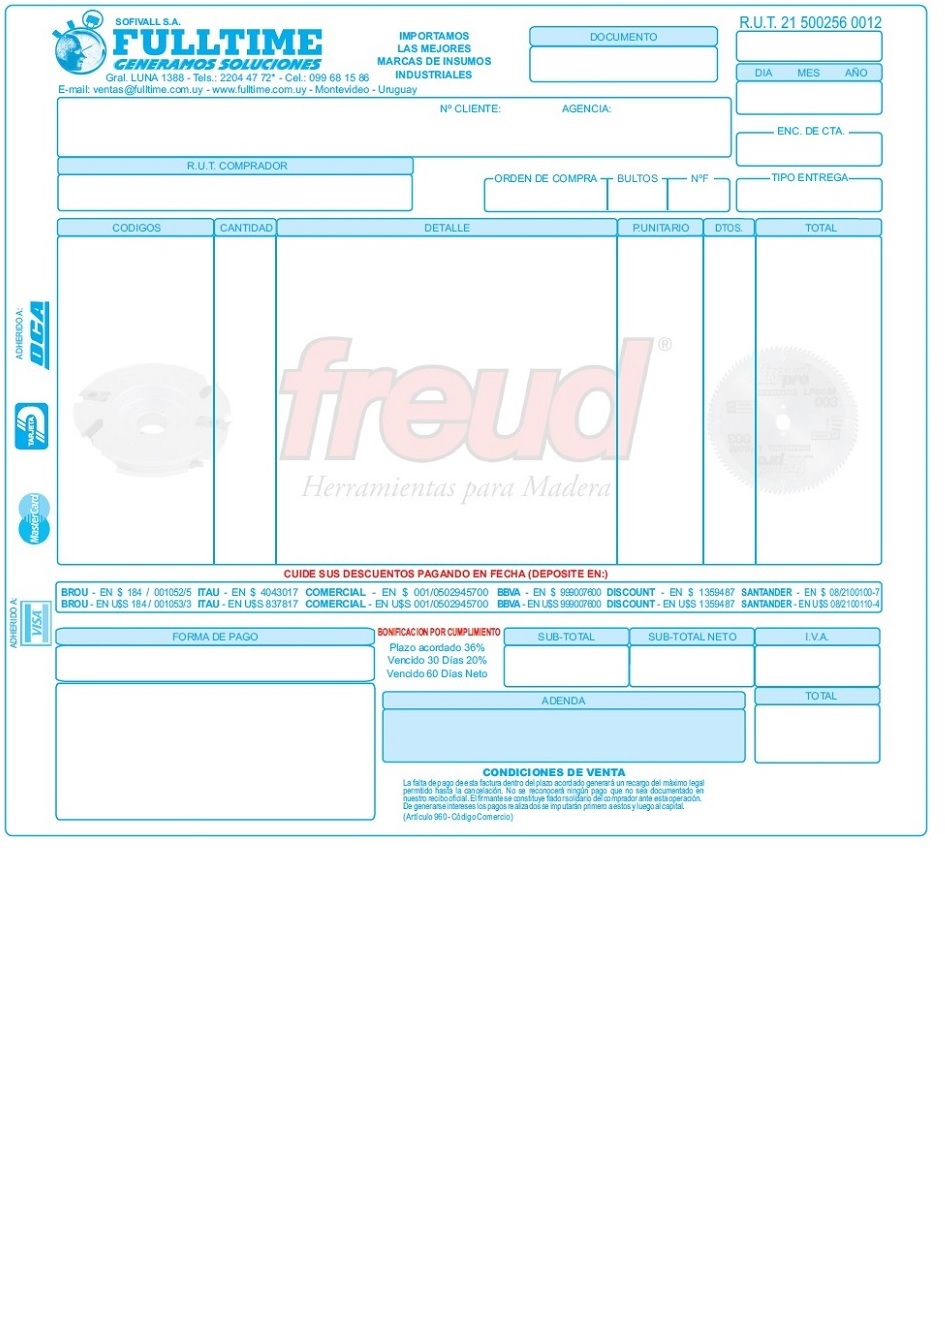 SOFIVALL S.A.
FULLTIME
GENERAMOS SOLUCIONES
Gral. LUNA 1388 - Tels.: 2204 47 72* - Cel.: 099 68 15 86
E-mail: ventas@fulltime.com.uy - www.fulltime.com.uy - Montevideo - Uruguay
IMPORTAMOS
LAS MEJORES
MARCAS DE INSUMOS
INDUSTRIALES
DOCUMENTO
R.U.T. 21 500256 0012
DIA MES AÑO
Nº CLIENTE: AGENCIA:
ENC. DE CTA.
R.U.T. COMPRADOR
ORDEN DE COMPRA BULTOS NºF
TIPO ENTREGA
CODIGOS CANTIDAD DETALLE P.UNITARIO DTOS. TOTAL
ADHERIDO A:
OCA
TARJETA
MasterCard
freud®
Herramientas para Madera
pro
freud
CUIDE SUS DESCUENTOS PAGANDO EN FECHA (DEPOSITE EN:)
BROU - EN $ 184 / 001052/5 ITAU - EN $ 4043017 COMERCIAL - EN $ 001/0502945700 BBVA - EN $ 999007600 DISCOUNT - EN $ 1359487 SANTANDER - EN $ 08/2100100-7
BROU - EN U$S 184 / 001053/3 ITAU - EN U$S 837817 COMERCIAL - EN U$S 001/0502945700 BBVA - EN U$S 999007600 DISCOUNT - EN U$S 1359487 SANTANDER - EN U$S 08/2100110-4
ADHERIDO A:
VISA
FORMA DE PAGO
BONIFICACION POR CUMPLIMIENTO
Plazo acordado 36%
Vencido 30 Días 20%
Vencido 60 Días Neto
SUB-TOTAL SUB-TOTAL NETO I.V.A.
ADENDA
TOTAL
CONDICIONES DE VENTA
La falta de pago de esta factura dentro del plazo acordado generará un recargo del máximo legal
permitido hasta la cancelación. No se reconocerá ningún pago que no sea documentado en
nuestro recibo oficial. El firmante se constituye fiador solidario del comprador ante esta operación.
De generarse intereses los pagos realizados se imputarán primero a estos y luego al capital.
(Artículo 960 - Código Comercio)